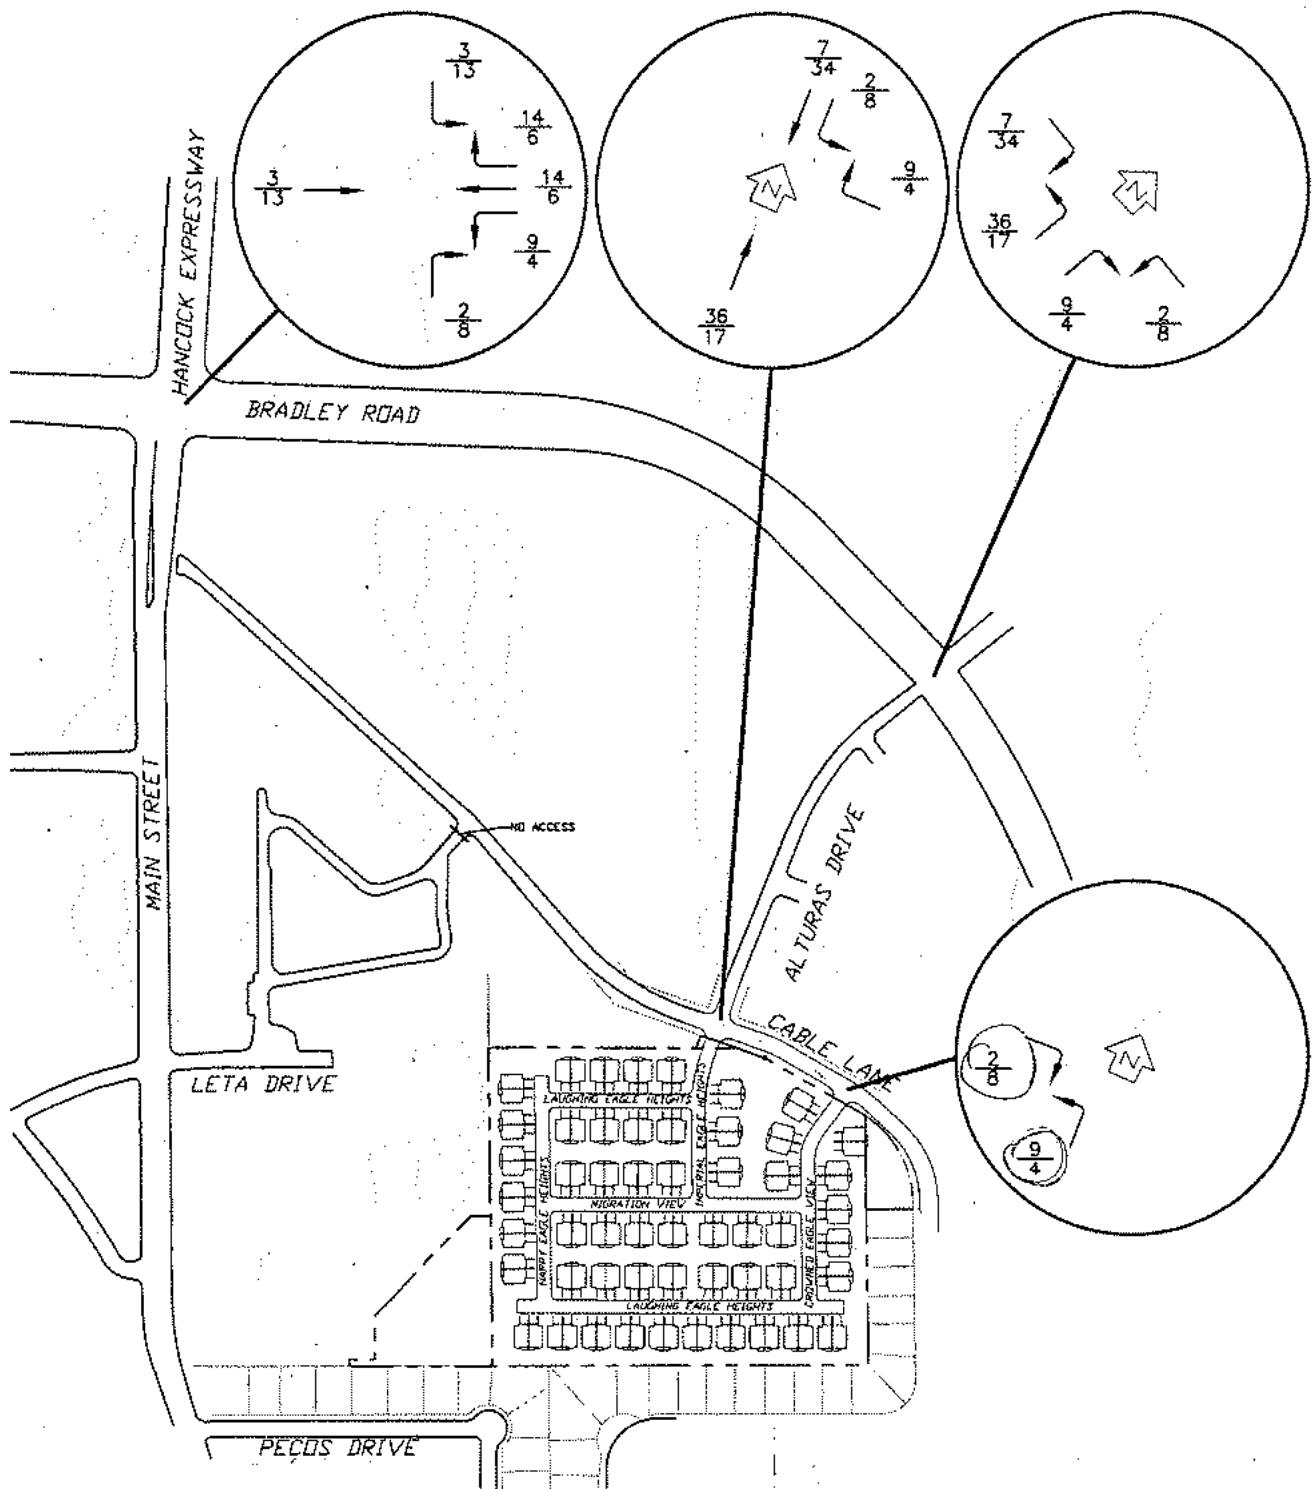 3
13
14
6
3
13
14
6
9
4
2
8
7
34
2
8
N
9
4
36
17
7
34
N
36
17
9
4
2
8
HANCOCK EXPRESSWAY
BRADLEY ROAD
MAIN STREET
NO ACCESS
ALTURAS DRIVE
CABLE LANE
LETA DRIVE
2
8
N
9
4
LAUGHING EAGLE HEIGHTS
IMPERIAL EAGLE HEIGHTS
HAPPY EAGLE HEIGHTS
MIGRATION VIEW
CROWNED EAGLE VIEW
LAUGHING EAGLE HEIGHTS
PECOS DRIVE